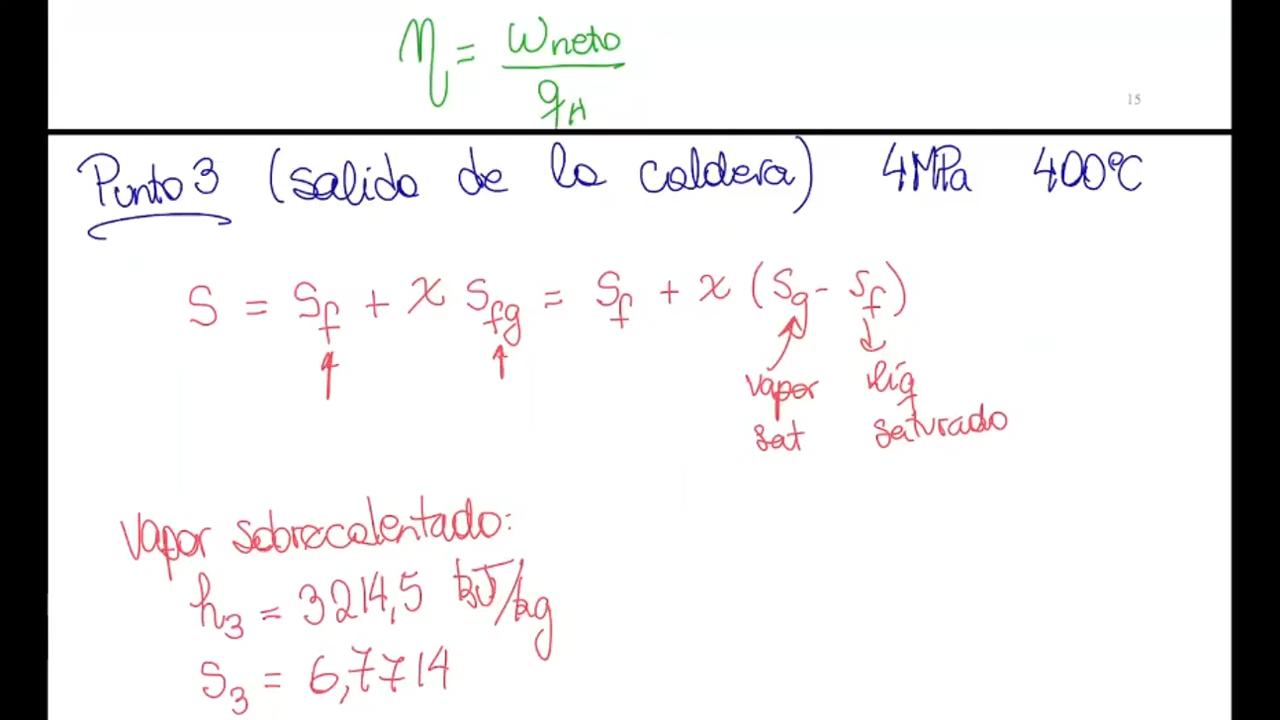 η = wneto / qH
15
Punto 3 (salida de la caldera) 4MPa 400°C
S = Sf + x Sfg = Sf + x (Sg - Sf)
vapor sat líq saturado
Vapor sobrecalentado:
h3 = 3214,5 kJ/kg
S3 = 6,7714